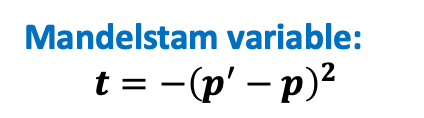 Mandelstam variable:
t = −(p′ − p)²